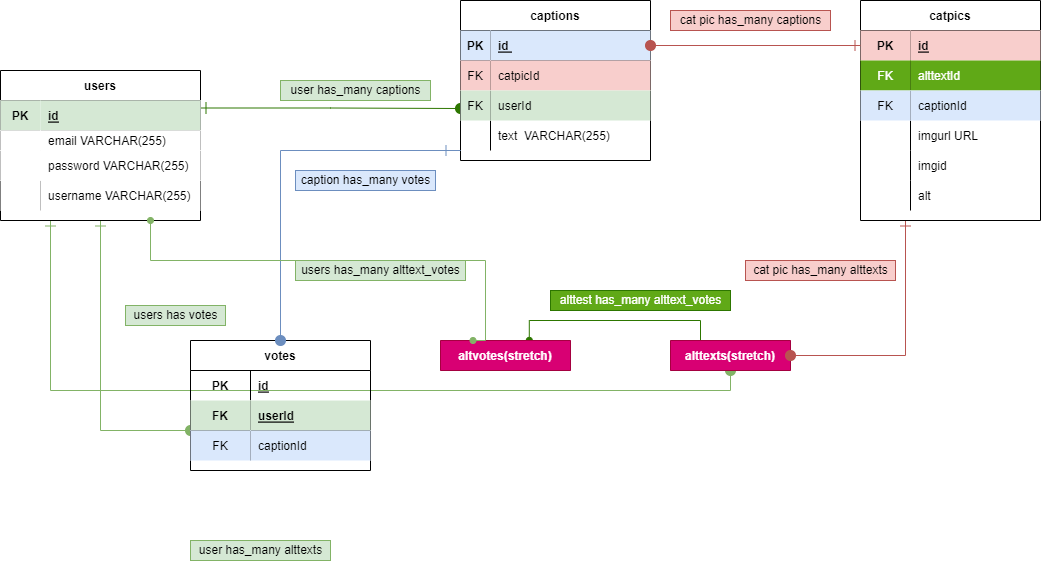 captions
PK id
FK catpicId
FK userId
text VARCHAR(255)
cat pic has_many captions
catpics
PK id
FK alttextId
FK captionId
imgurl URL
imgid
alt
users
PK id
email VARCHAR(255)
password VARCHAR(255)
username VARCHAR(255)
user has_many captions
caption has_many votes
users has_many alttext_votes
cat pic has_many alttexts
alttest has_many alttext_votes
users has votes
votes
PK id
FK userId
FK captionId
altvotes(stretch)
alttexts(stretch)
user has_many alttexts